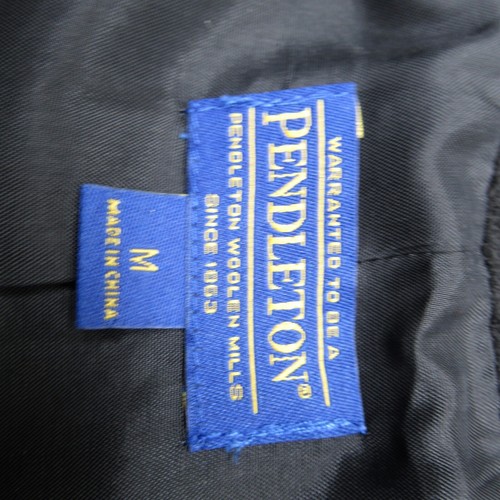 WARRANTED TO BE A
PENDLETON®
PENDLETON WOOLEN MILLS
SINCE 1863
M
MADE IN CHINA